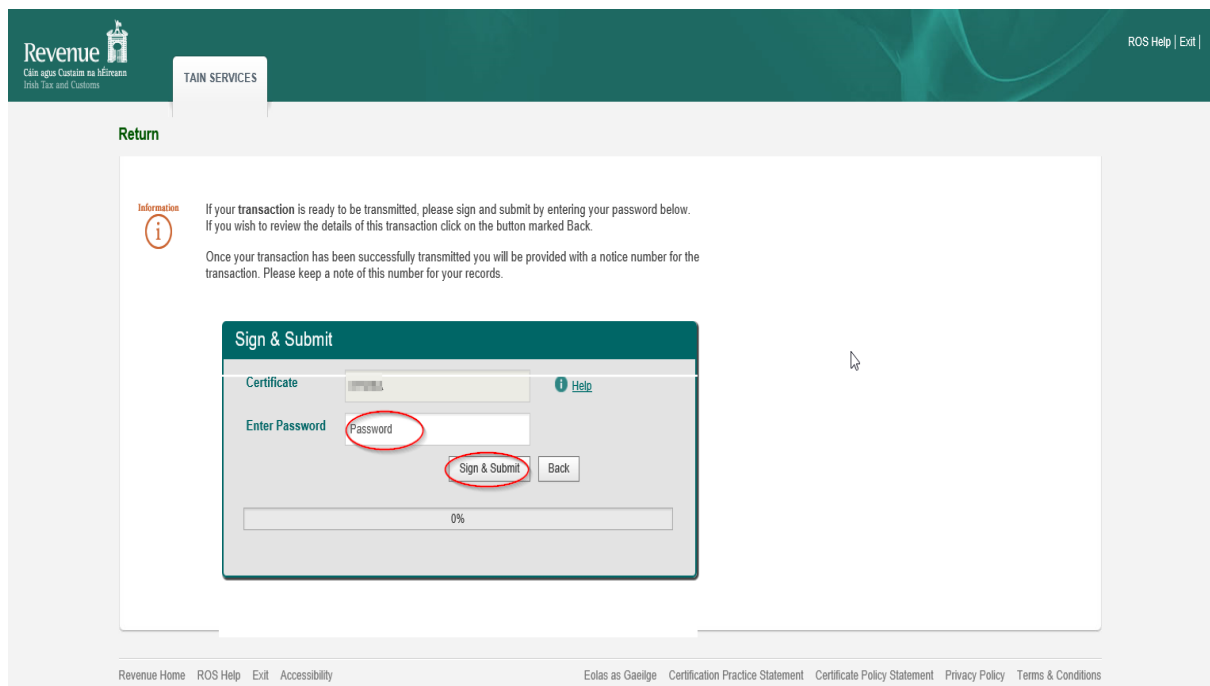 Revenue
Cáin agus Custaim na hÉireann
Irish Tax and Customs
TAIN SERVICES
ROS Help | Exit |
Return
Information
i
If your transaction is ready to be transmitted, please sign and submit by entering your password below.
If you wish to review the details of this transaction click on the button marked Back.
Once your transaction has been successfully transmitted you will be provided with a notice number for the
transaction. Please keep a note of this number for your records.
Sign & Submit
Certificate
i Help
Enter Password Password
Sign & Submit Back
0%
Revenue Home ROS Help Exit Accessibility Eolas as Gaeilge Certification Practice Statement Certificate Policy Statement Privacy Policy Terms & Conditions